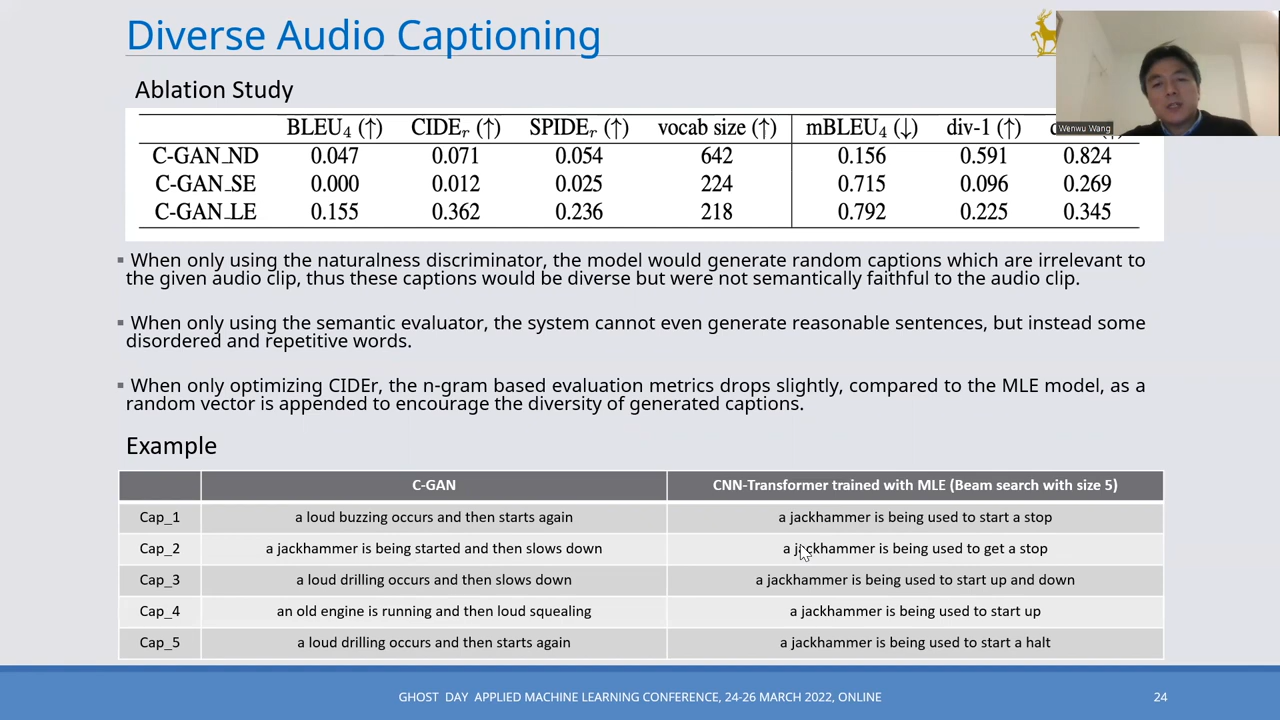 Diverse Audio Captioning
Wenwu Wang
Ablation Study
BLEU₄ (↑) CIDEᵣ (↑) SPIDEᵣ (↑) vocab size (↑) mBLEU₄ (↓) div-1 (↑)
C-GAN_ND 0.047 0.071 0.054 642 0.156 0.591 0.824
C-GAN_SE 0.000 0.012 0.025 224 0.715 0.096 0.269
C-GAN_LE 0.155 0.362 0.236 218 0.792 0.225 0.345
▪ When only using the naturalness discriminator, the model would generate random captions which are irrelevant to
the given audio clip, thus these captions would be diverse but were not semantically faithful to the audio clip.
▪ When only using the semantic evaluator, the system cannot even generate reasonable sentences, but instead some
disordered and repetitive words.
▪ When only optimizing CIDEr, the n-gram based evaluation metrics drops slightly, compared to the MLE model, as a
random vector is appended to encourage the diversity of generated captions.
Example
C-GAN CNN-Transformer trained with MLE (Beam search with size 5)
Cap_1 a loud buzzing occurs and then starts again a jackhammer is being used to start a stop
Cap_2 a jackhammer is being started and then slows down a jackhammer is being used to get a stop
Cap_3 a loud drilling occurs and then slows down a jackhammer is being used to start up and down
Cap_4 an old engine is running and then loud squealing a jackhammer is being used to start up
Cap_5 a loud drilling occurs and then starts again a jackhammer is being used to start a halt
GHOST DAY APPLIED MACHINE LEARNING CONFERENCE, 24-26 MARCH 2022, ONLINE
24